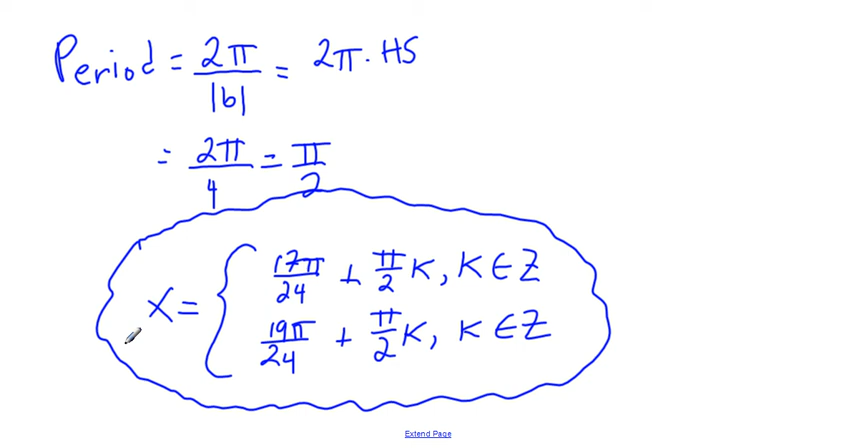 Period = 2π/|b| = 2π · HS
= 2π/4 = π/2
x = { 17π/24 + π/2 K, K ∈ Z
19π/24 + π/2 K, K ∈ Z
Extend Page